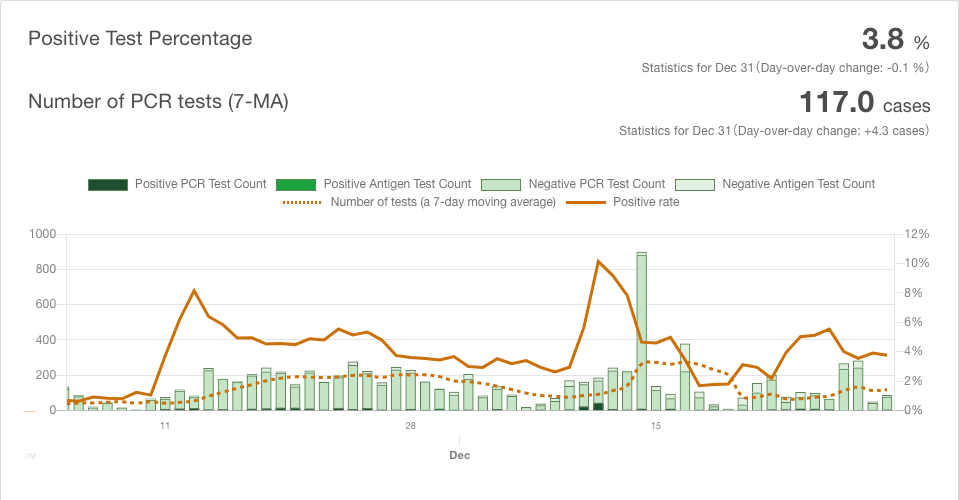 Positive Test Percentage
3.8 %
Statistics for Dec 31（Day-over-day change: -0.1 %）
Number of PCR tests (7-MA)
117.0 cases
Statistics for Dec 31（Day-over-day change: +4.3 cases）
Positive PCR Test Count Positive Antigen Test Count Negative PCR Test Count Negative Antigen Test Count
Number of tests (a 7-day moving average) Positive rate
1000 12%
10%
800
8%
600
6%
400
4%
200
2%
0 0%
11 28 15
Dec